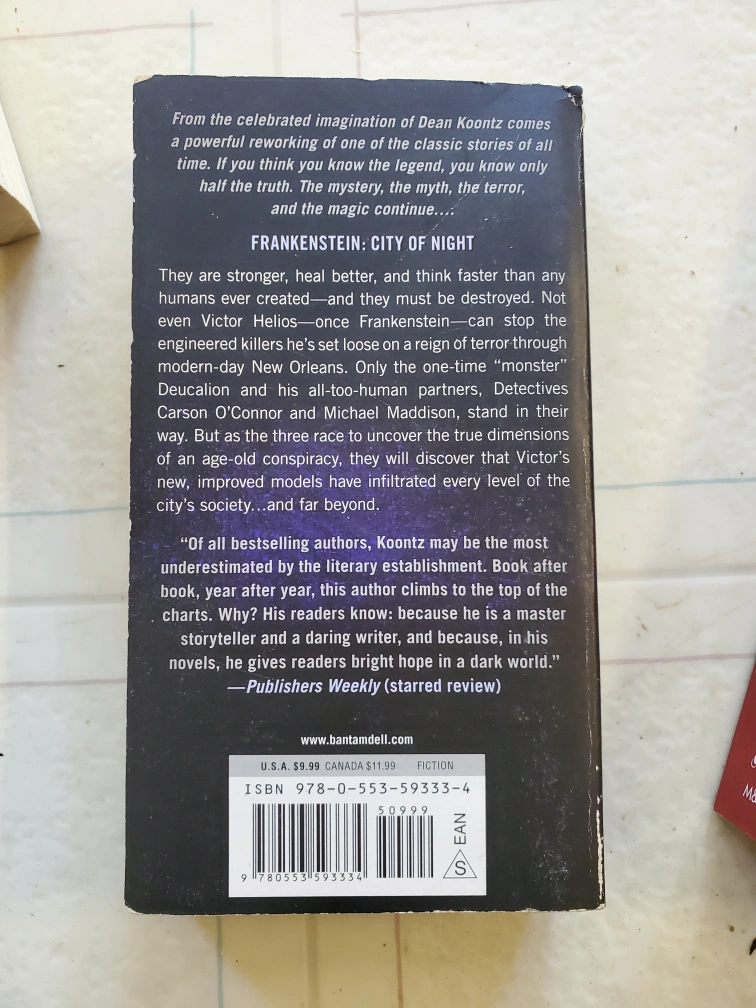 From the celebrated imagination of Dean Koontz comes
a powerful reworking of one of the classic stories of all
time. If you think you know the legend, you know only
half the truth. The mystery, the myth, the terror,
and the magic continue....
FRANKENSTEIN: CITY OF NIGHT
They are stronger, heal better, and think faster than any
humans ever created—and they must be destroyed. Not
even Victor Helios—once Frankenstein—can stop the
engineered killers he's set loose on a reign of terror through
modern-day New Orleans. Only the one-time "monster"
Deucalion and his all-too-human partners, Detectives
Carson O'Connor and Michael Maddison, stand in their
way. But as the three race to uncover the true dimensions
of an age-old conspiracy, they will discover that Victor's
new, improved models have infiltrated every level of the
city's society...and far beyond.
"Of all bestselling authors, Koontz may be the most
underestimated by the literary establishment. Book after
book, year after year, this author climbs to the top of the
charts. Why? His readers know: because he is a master
storyteller and a daring writer, and because, in his
novels, he gives readers bright hope in a dark world."
—Publishers Weekly (starred review)
www.bantamdell.com
U.S.A. $9.99 CANADA $11.99 FICTION
ISBN 978-0-553-59333-4
50999
9 780553 593334
S
EAN